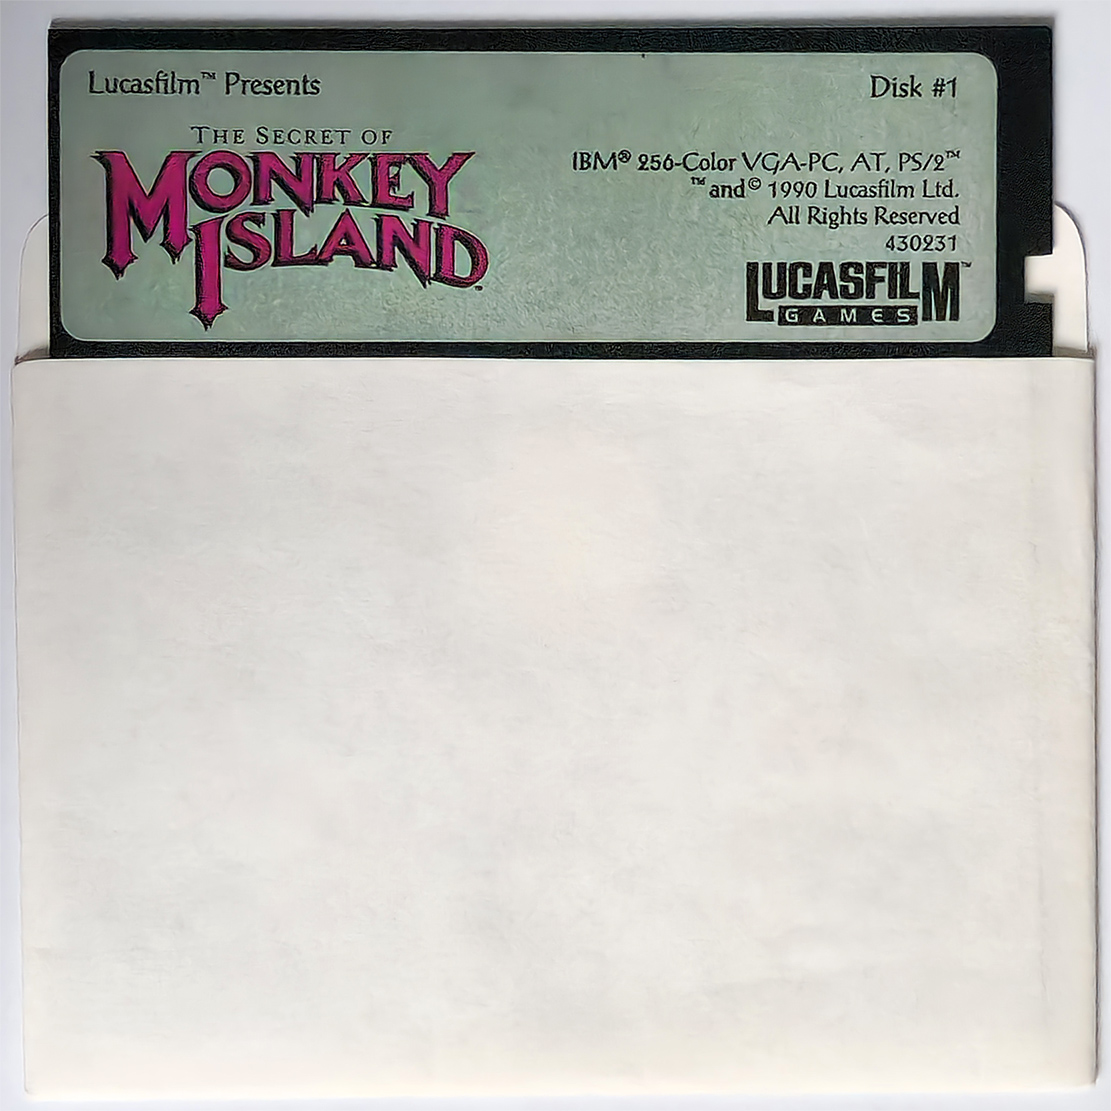 Lucasfilm™ Presents
Disk #1
THE SECRET OF
MONKEY
ISLAND™
IBM® 256-Color VGA-PC, AT, PS/2™
™ and © 1990 Lucasfilm Ltd.
All Rights Reserved
430231
LUCASFILM™
GAMES